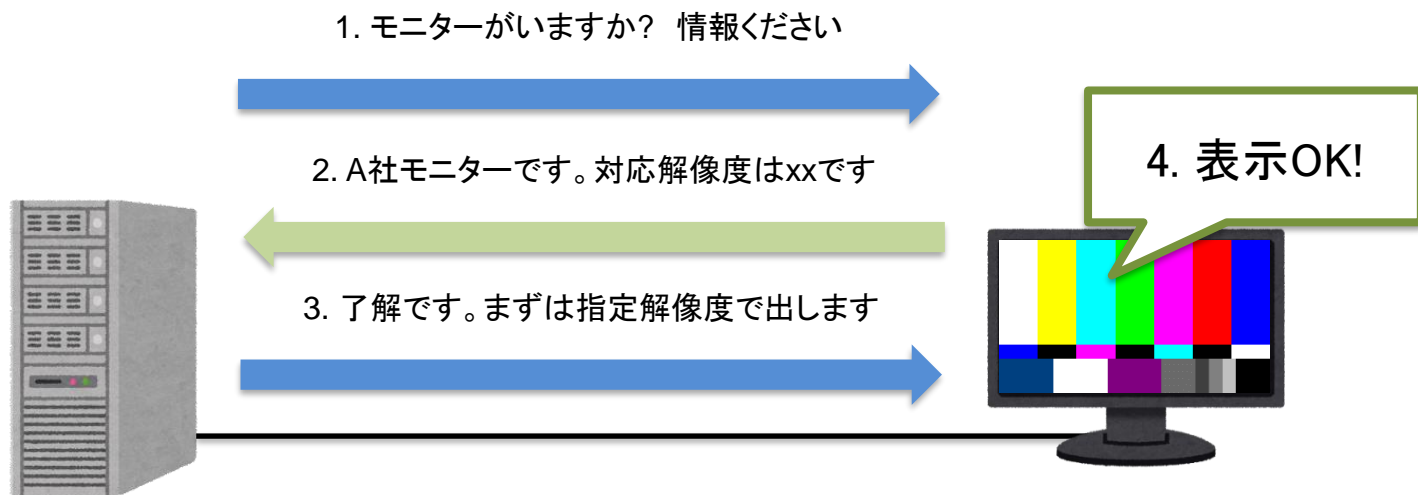 1. モニターがいますか? 情報ください
2. A社モニターです。対応解像度はxxです
4. 表示OK!
3. 了解です。まずは指定解像度で出します